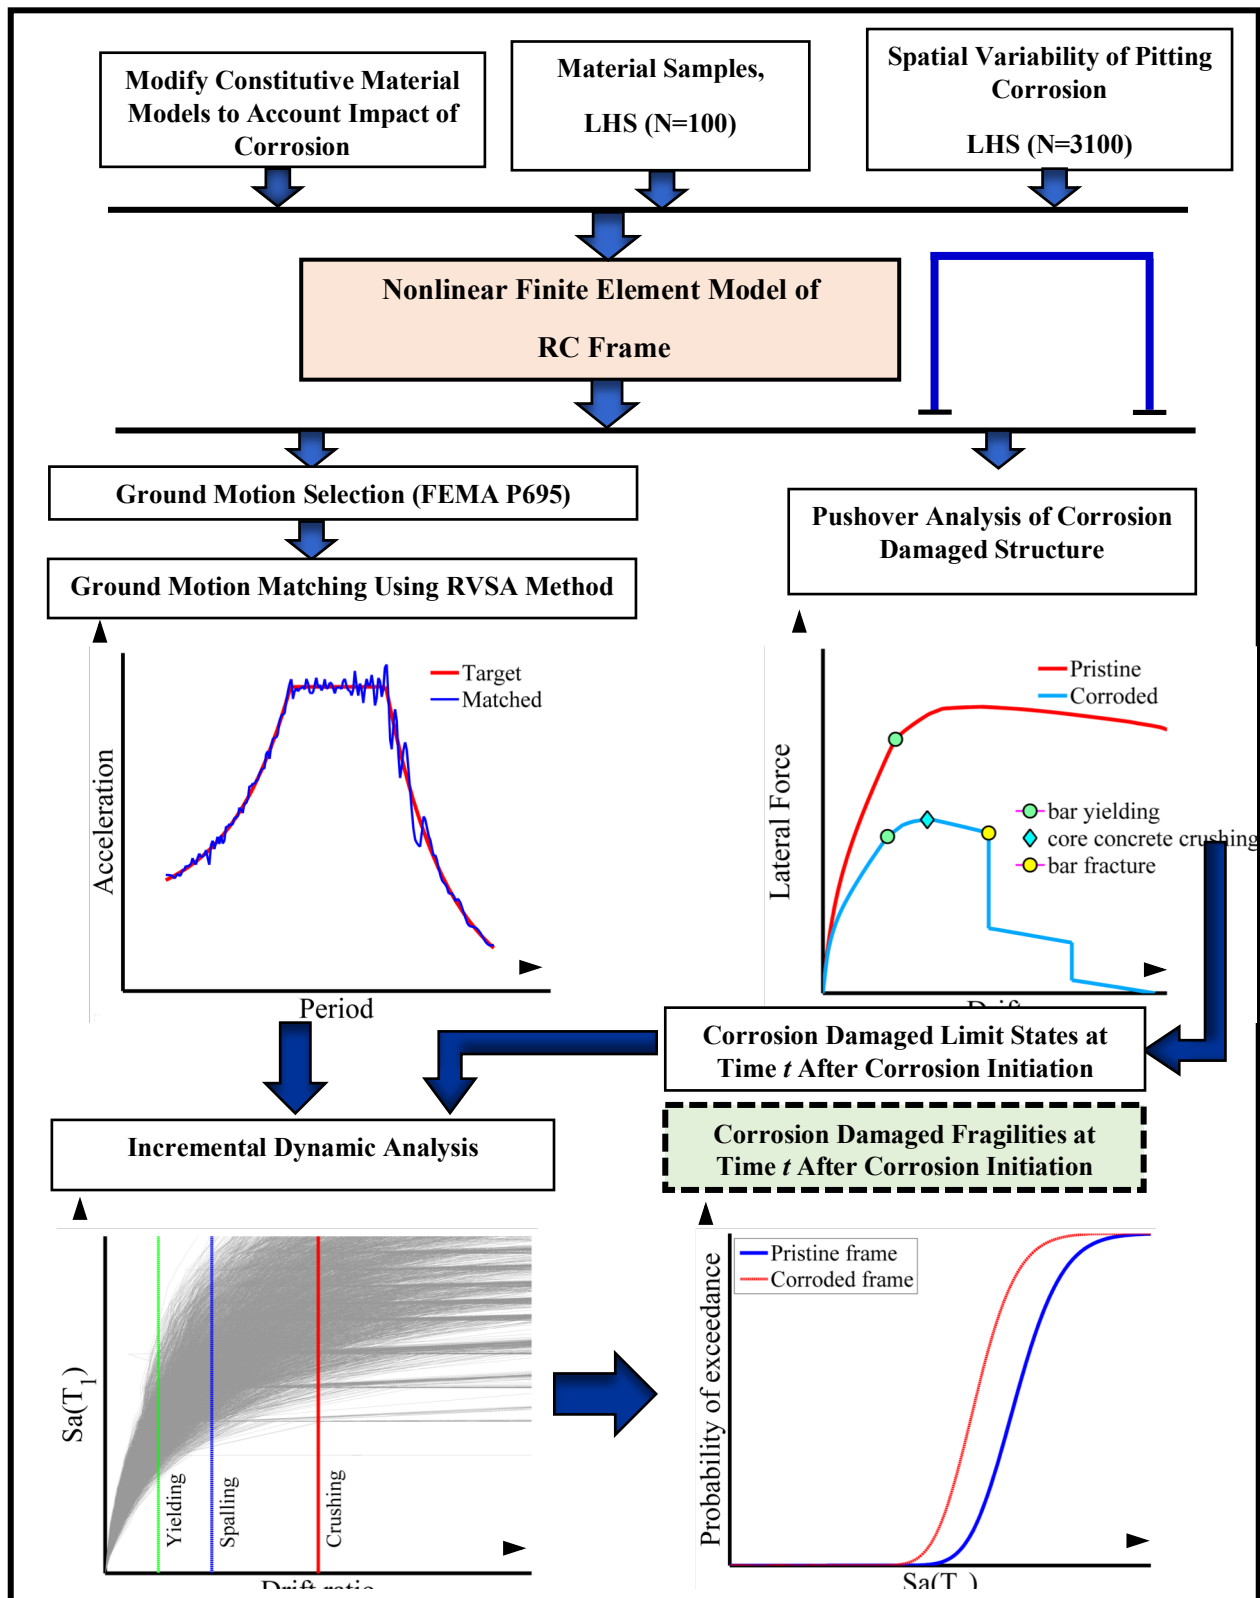 Modify Constitutive Material
Models to Account Impact of
Corrosion
Material Samples,
LHS (N=100)
Spatial Variability of Pitting
Corrosion
LHS (N=3100)
Nonlinear Finite Element Model of
RC Frame
Ground Motion Selection (FEMA P695)
Ground Motion Matching Using RVSA Method
Pushover Analysis of Corrosion
Damaged Structure
Acceleration
Target
Matched
Period
Lateral Force
Pristine
Corroded
bar yielding
core concrete crushing
bar fracture
Drift
Corrosion Damaged Limit States at
Time t After Corrosion Initiation
Incremental Dynamic Analysis
Corrosion Damaged Fragilities at
Time t After Corrosion Initiation
Sa(T1)
Yielding
Spalling
Crushing
Drift ratio
Probability of exceedance
Pristine frame
Corroded frame
Sa(T